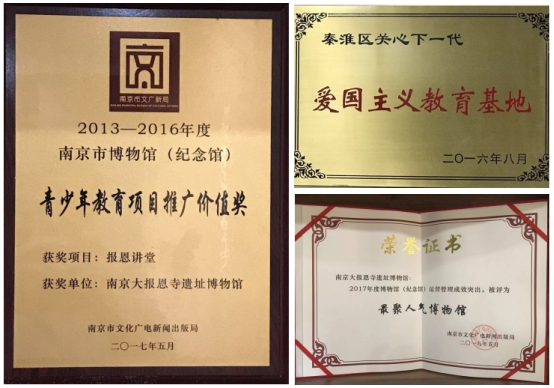 南京市文广新局
2013—2016年度
南京市博物馆（纪念馆）
青少年教育项目推广价值奖
获奖项目：报恩讲堂
获奖单位：南京大报恩寺遗址博物馆
南京市文化广电新闻出版局
二〇一七年五月
秦淮区关心下一代
爱国主义教育基地
二〇一六年八月
荣誉证书
南京大报恩寺遗址博物馆：
2017年度博物馆（纪念馆）运营管理成效突出，被评为
最聚人气博物馆
南京市文化广电新闻出版局